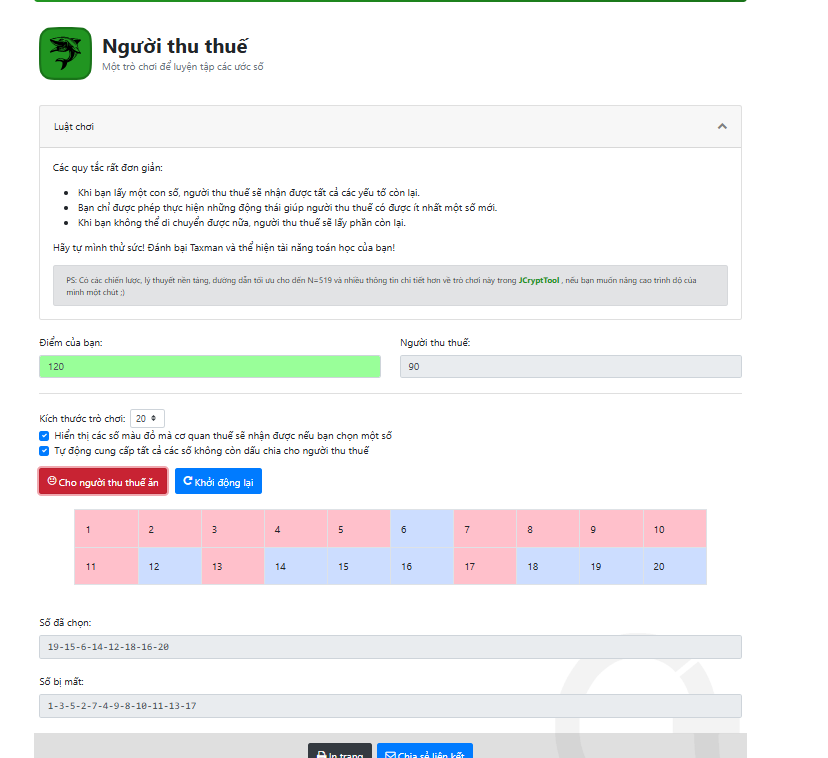 Người thu thuế
Một trò chơi để luyện tập các ước số
Luật chơi
Các quy tắc rất đơn giản:
Khi bạn lấy một con số, người thu thuế sẽ nhận được tất cả các yếu tố còn lại.
Bạn chỉ được phép thực hiện những động thái giúp người thu thuế có được ít nhất một số mới.
Khi bạn không thể di chuyển được nữa, người thu thuế sẽ lấy phần còn lại.
Hãy tự mình thử sức! Đánh bại Taxman và thể hiện tài năng toán học của bạn!
PS: Có các chiến lược, lý thuyết nền tảng, đường dẫn tối ưu cho đến N=519 và nhiều thông tin chi tiết hơn về trò chơi này trong JCrypTool , nếu bạn muốn nâng cao trình độ của
mình một chút ;)
Điểm của bạn: Người thu thuế:
120 90
Kích thước trò chơi: 20
Hiển thị các số màu đỏ mà cơ quan thuế sẽ nhận được nếu bạn chọn một số
Tự động cung cấp tất cả các số không còn dấu chia cho người thu thuế
Cho người thu thuế ăn Khởi động lại
1 2 3 4 5 6 7 8 9 10
11 12 13 14 15 16 17 18 19 20
Số đã chọn:
19-15-6-14-12-18-16-20
Số bị mất:
1-3-5-2-7-4-9-8-10-11-13-17
In trang Chia sẻ liên kết